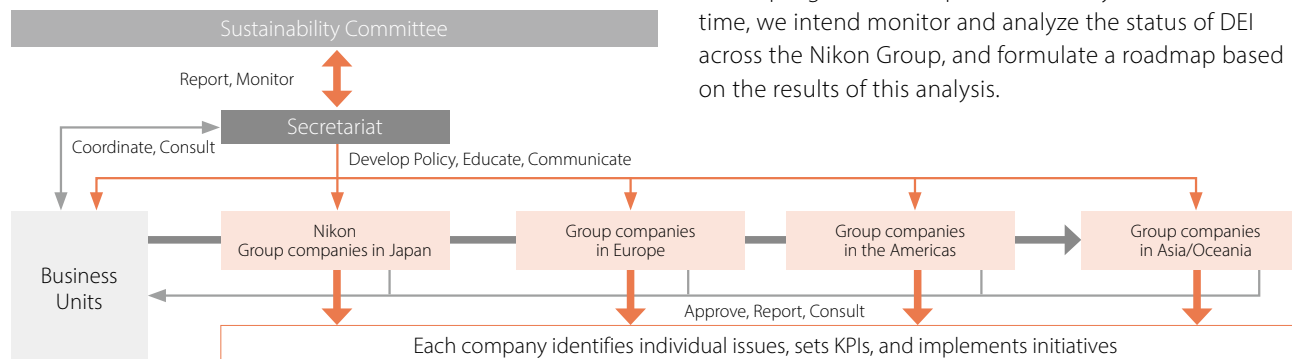 time, we intend monitor and analyze the status of DEI
across the Nikon Group, and formulate a roadmap based
on the results of this analysis.
Sustainability Committee
Report, Monitor
Secretariat
Coordinate, Consult
Develop Policy, Educate, Communicate
Business
Units
Nikon
Group companies in Japan
Group companies
in Europe
Group companies
in the Americas
Group companies
in Asia/Oceania
Approve, Report, Consult
Each company identifies individual issues, sets KPIs, and implements initiatives